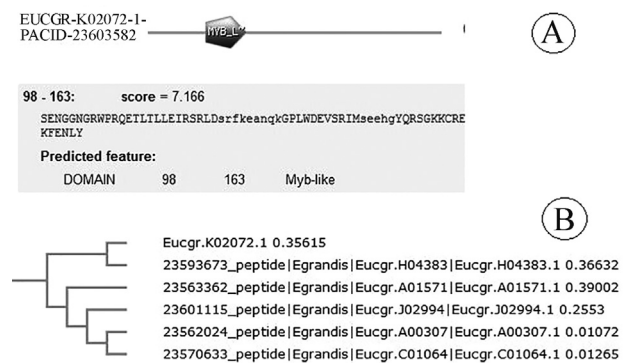 EUCGR-K02072-1-
PACID-23603582
MYB_L
A
98 - 163: score = 7.166
SENGGNGRWPRQETLTLLEIRSRLDsrfkeanqkGPLWDEVSRIMseehgYQRSGKKCRE
KFENLY
Predicted feature:
DOMAIN 98 163 Myb-like
B
Eucgr.K02072.1 0.35615
23593673_peptide|Egrandis|Eucgr.H04383|Eucgr.H04383.1 0.36632
23563362_peptide|Egrandis|Eucgr.A01571|Eucgr.A01571.1 0.39002
23601115_peptide|Egrandis|Eucgr.J02994|Eucgr.J02994.1 0.2553
23562024_peptide|Egrandis|Eucgr.A00307|Eucgr.A00307.1 0.01072
23570633_peptide|Egrandis|Eucgr.C01064|Eucgr.C01064.1 0.01265